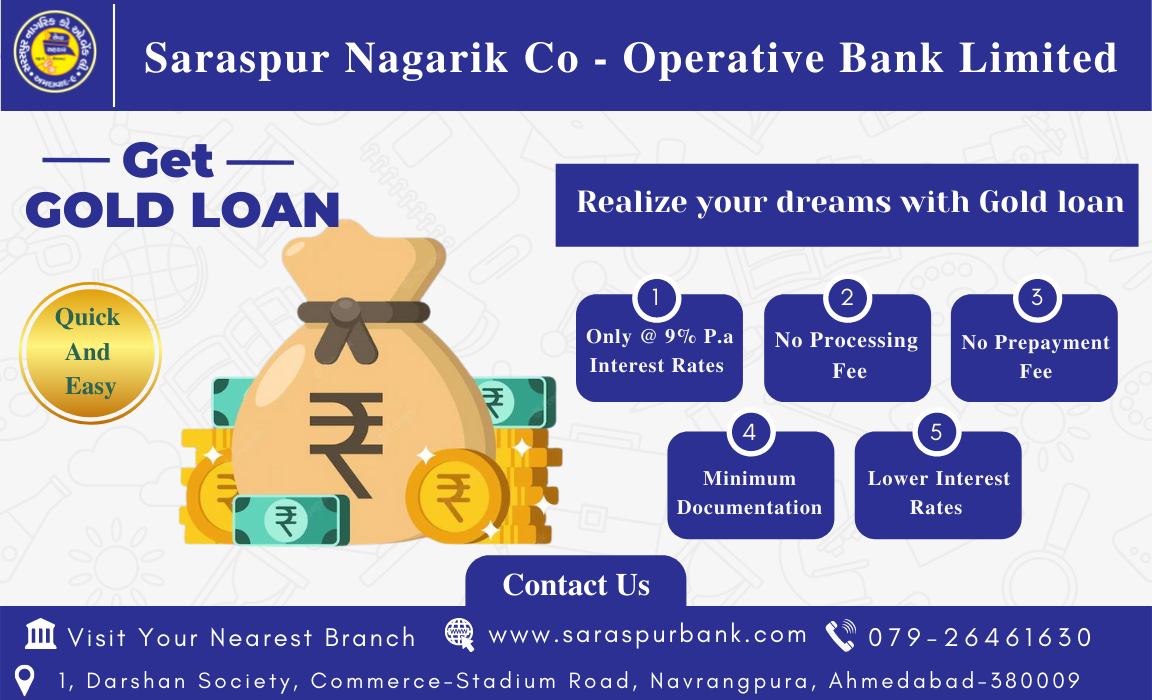 Saraspur Nagarik Co - Operative Bank Limited
Get
GOLD LOAN
Quick
And
Easy
Realize your dreams with Gold loan
1
Only @ 9% P.a
Interest Rates
2
No Processing
Fee
3
No Prepayment
Fee
4
Minimum
Documentation
5
Lower Interest
Rates
₹
Contact Us
Visit Your Nearest Branch
www.saraspurbank.com
079-26461630
1, Darshan Society, Commerce-Stadium Road, Navrangpura, Ahmedabad-380009